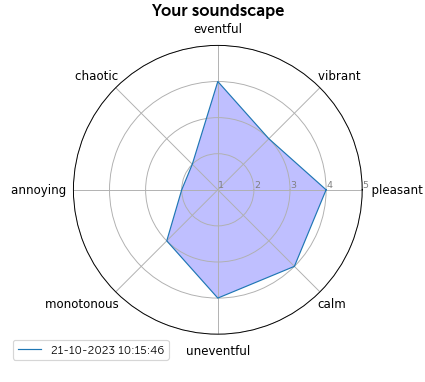 Your soundscape
eventful
chaotic
vibrant
annoying
1 2 3 4 5
pleasant
monotonous
calm
21-10-2023 10:15:46
uneventful